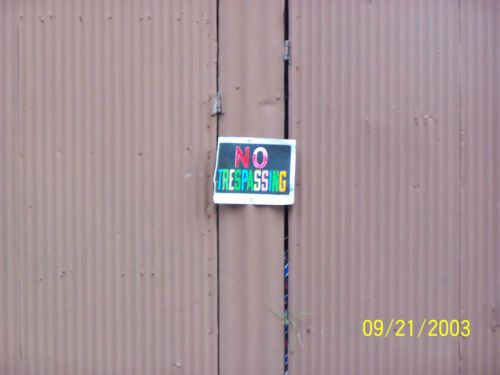 NO
TRESPASSING
09/21/2003